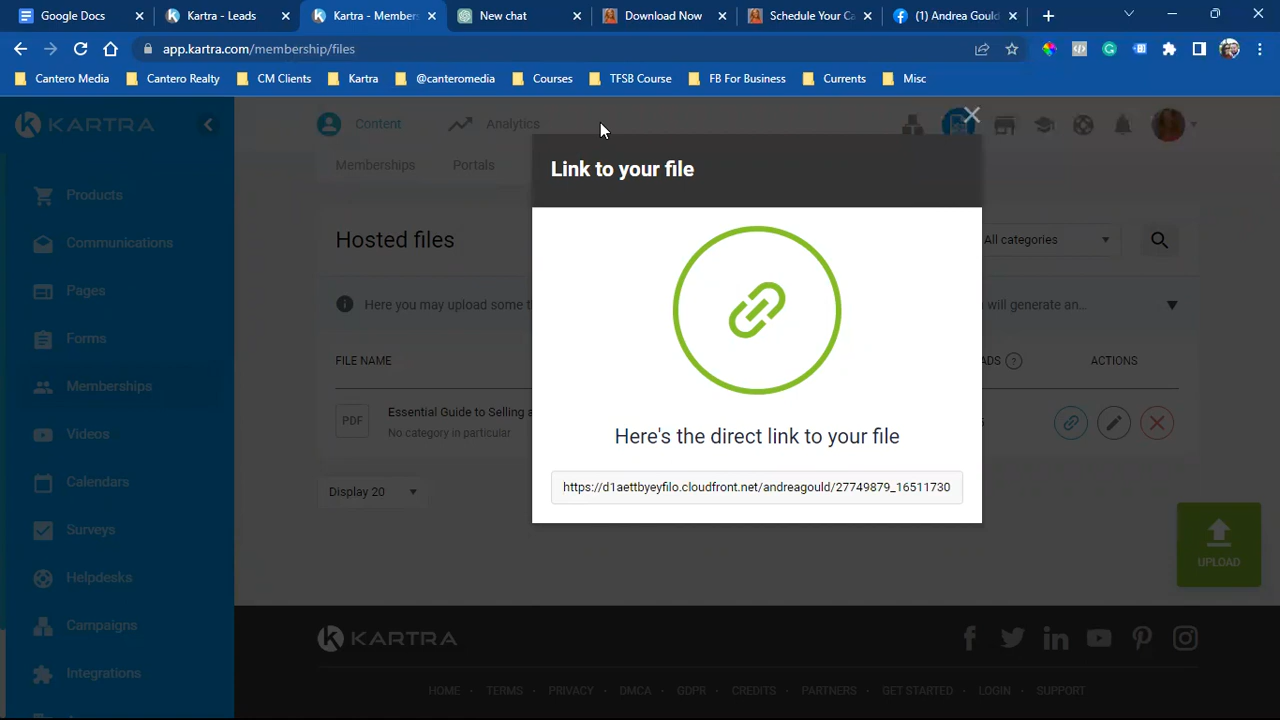 Google Docs
Kartra - Leads
Kartra - Members
New chat
Download Now
Schedule Your Ca
(1) Andrea Gould
app.kartra.com/membership/files
Cantero Media
Cantero Realty
CM Clients
Kartra
@canteromedia
Courses
TFSB Course
FB For Business
Currents
Misc
KARTRA
Content
Analytics
Memberships
Portals
Products
Communications
Pages
Forms
Memberships
Videos
Calendars
Surveys
Helpdesks
Campaigns
Integrations
Link to your file
Hosted files
All categories
Here you may upload some t
will generate an...
FILE NAME
ADS
ACTIONS
PDF
Essential Guide to Selling a
No category in particular
Here's the direct link to your file
https://d1aettbyeyfilo.cloudfront.net/andreagould/27749879_16511730
Display 20
UPLOAD
KARTRA
HOME · TERMS · PRIVACY · DMCA · GDPR · CREDITS · PARTNERS · GET STARTED · LOGIN · SUPPORT